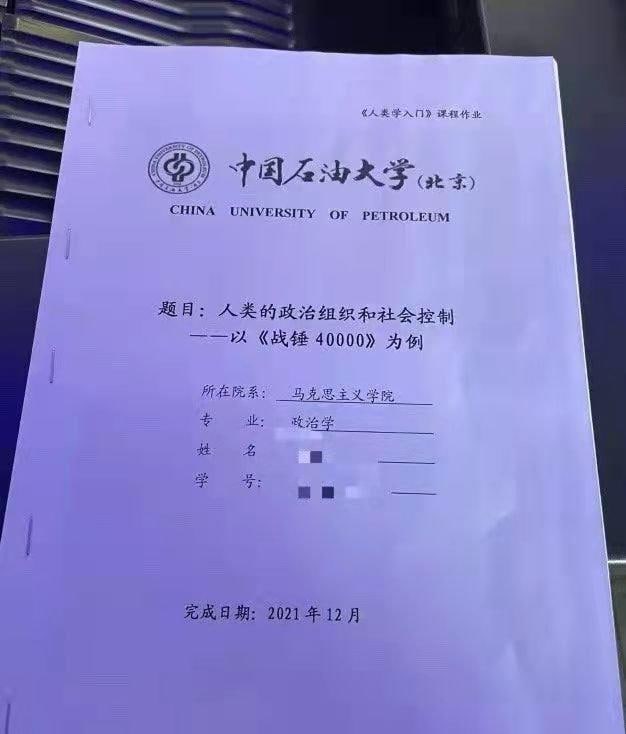 《人类学入门》课程作业
中国石油大学(北京)
CHINA UNIVERSITY OF PETROLEUM
题目：人类的政治组织和社会控制
——以《战锤 40000》为例
所在院系： 马克思主义学院
专 业： 政治学
姓 名
学 号：
完成日期：2021 年 12 月